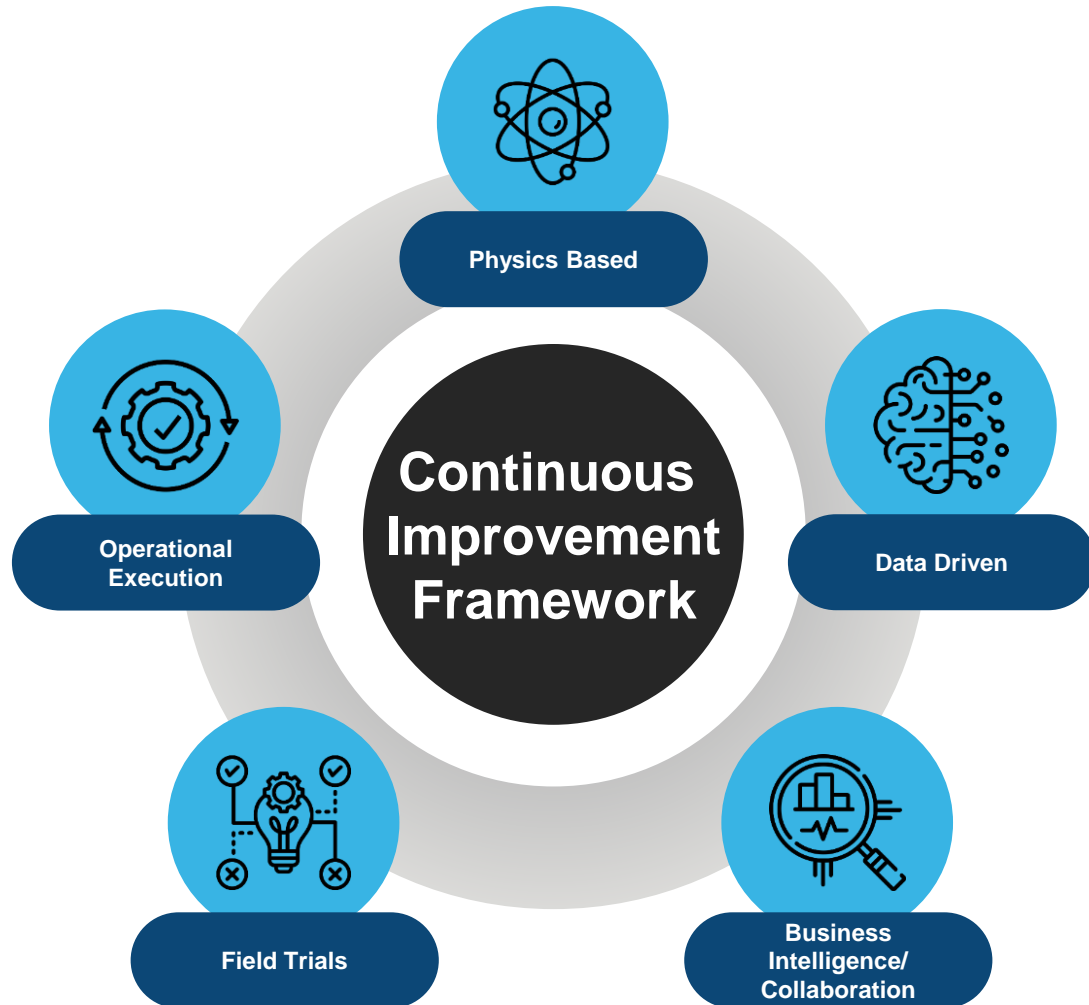 Physics Based
Operational
Execution
Continuous
Improvement
Framework
Data Driven
Field Trials
Business
Intelligence/
Collaboration